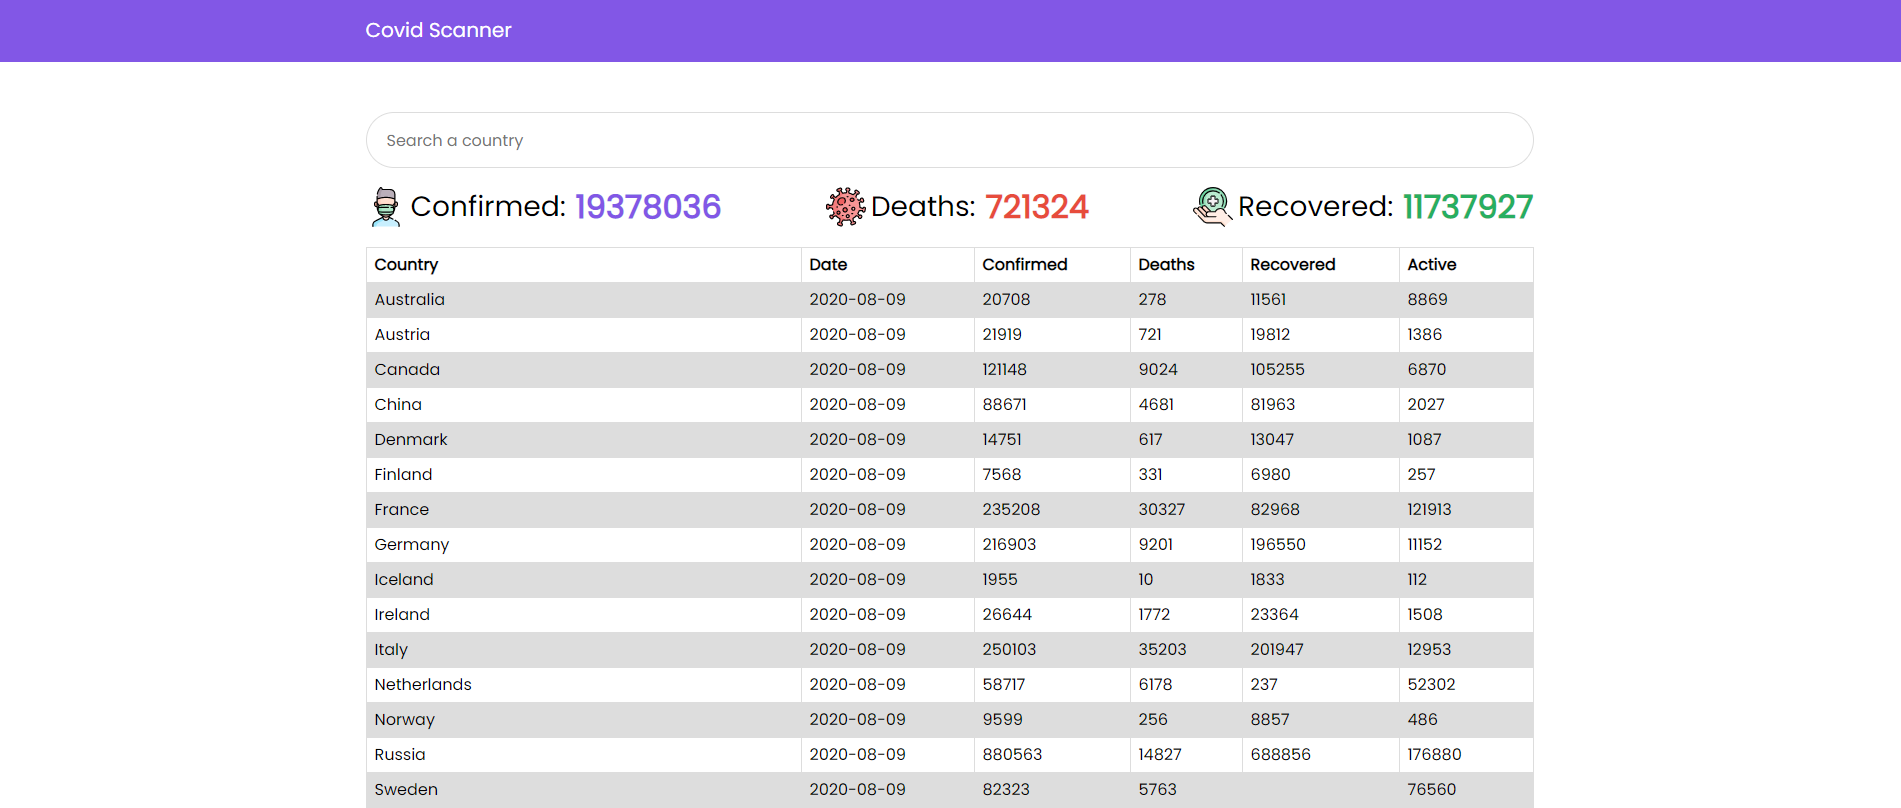 Covid Scanner
Search a country
Confirmed: 19378036 Deaths: 721324 Recovered: 11737927
Country Date Confirmed Deaths Recovered Active
Australia 2020-08-09 20708 278 11561 8869
Austria 2020-08-09 21919 721 19812 1386
Canada 2020-08-09 121148 9024 105255 6870
China 2020-08-09 88671 4681 81963 2027
Denmark 2020-08-09 14751 617 13047 1087
Finland 2020-08-09 7568 331 6980 257
France 2020-08-09 235208 30327 82968 121913
Germany 2020-08-09 216903 9201 196550 11152
Iceland 2020-08-09 1955 10 1833 112
Ireland 2020-08-09 26644 1772 23364 1508
Italy 2020-08-09 250103 35203 201947 12953
Netherlands 2020-08-09 58717 6178 237 52302
Norway 2020-08-09 9599 256 8857 486
Russia 2020-08-09 880563 14827 688856 176880
Sweden 2020-08-09 82323 5763 76560